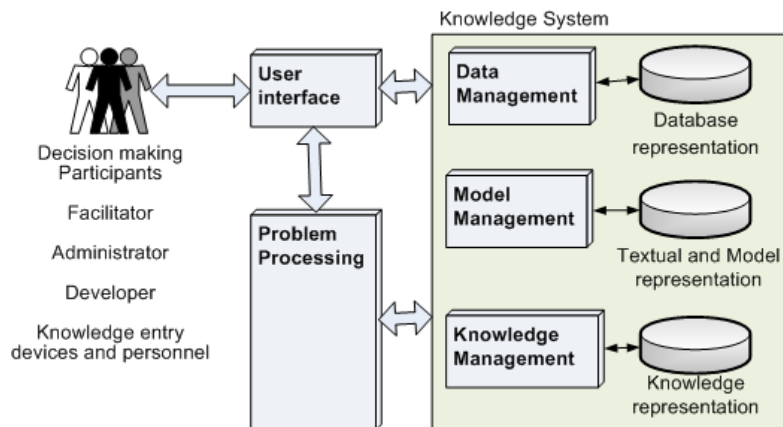 Knowledge System
User
interface
Data
Management
Database
representation
Decision making
Participants
Facilitator
Administrator
Developer
Knowledge entry
devices and personnel
Problem
Processing
Model
Management
Textual and Model
representation
Knowledge
Management
Knowledge
representation